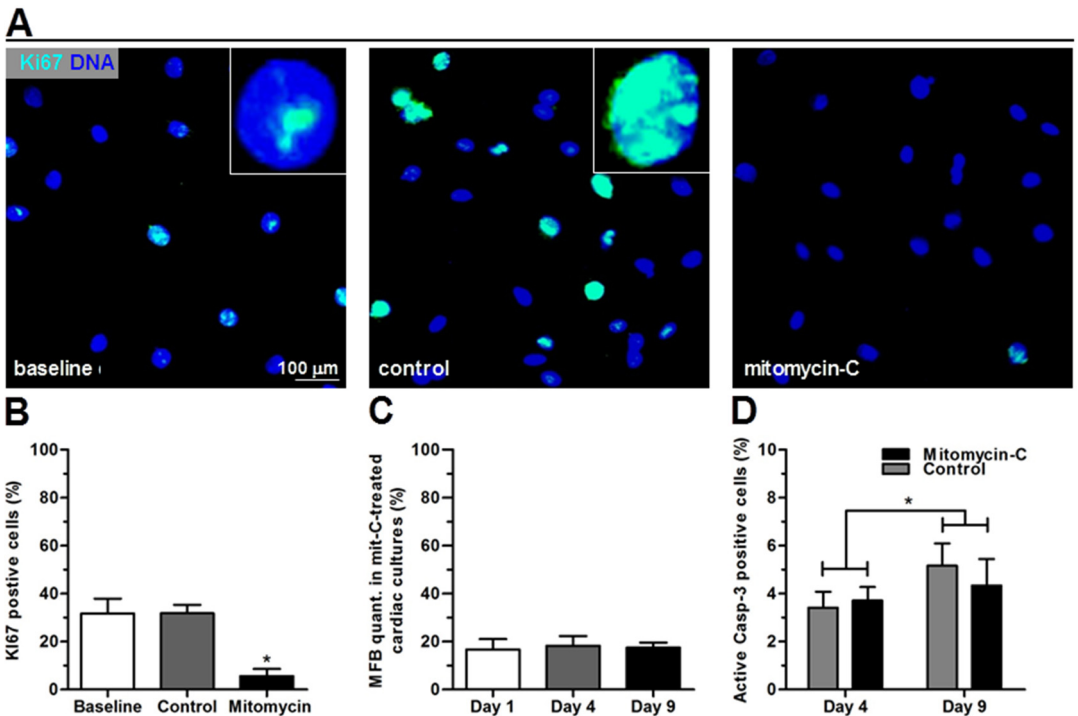 A
Ki67 DNA
baseline
100 μm
control
mitomycin-C
B
KI67 postive cells (%)
100
80
60
40
20
0
*
Baseline Control Mitomycin
C
MFB quant. in mit-C-treated
cardiac cultures (%)
100
80
60
40
20
0
Day 1 Day 4 Day 9
D
Active Casp-3 positive cells (%)
10
8
6
4
2
0
Mitomycin-C
Control
*
Day 4 Day 9